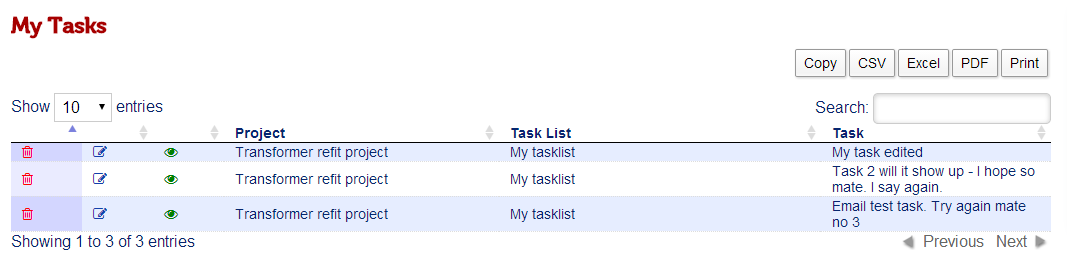 My Tasks
Copy CSV Excel PDF Print
Show 10 entries Search:
Project Task List Task
Transformer refit project My tasklist My task edited
Transformer refit project My tasklist Task 2 will it show up - I hope so
mate. I say again.
Transformer refit project My tasklist Email test task. Try again mate
no 3
Showing 1 to 3 of 3 entries Previous Next